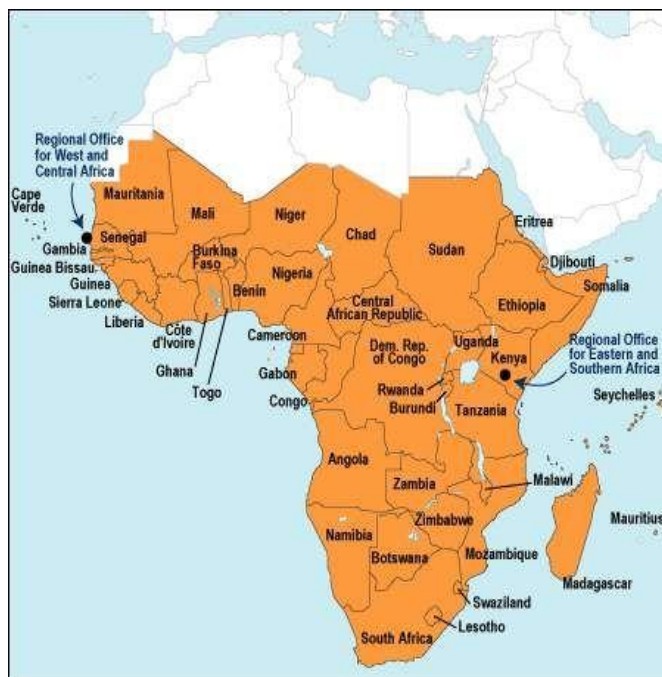 Regional Office
for West and
Central Africa
Cape
Verde
Mauritania
Mali
Niger
Chad
Sudan
Eritrea
Senegal
Gambia
Burkina
Faso
Djibouti
Guinea Bissau
Guinea
Nigeria
Benin
Somalia
Sierra Leone
Ethiopia
Liberia
Central
African Republic
Côte
d'Ivoire
Cameroon
Uganda
Ghana
Dem. Rep.
of Congo
Kenya
Regional Office
for Eastern and
Southern Africa
Togo
Gabon
Rwanda
Congo
Burundi
Tanzania
Seychelles
Angola
Malawi
Zambia
Zimbabwe
Mauritius
Namibia
Botswana
Mozambique
Madagascar
Swaziland
Lesotho
South Africa